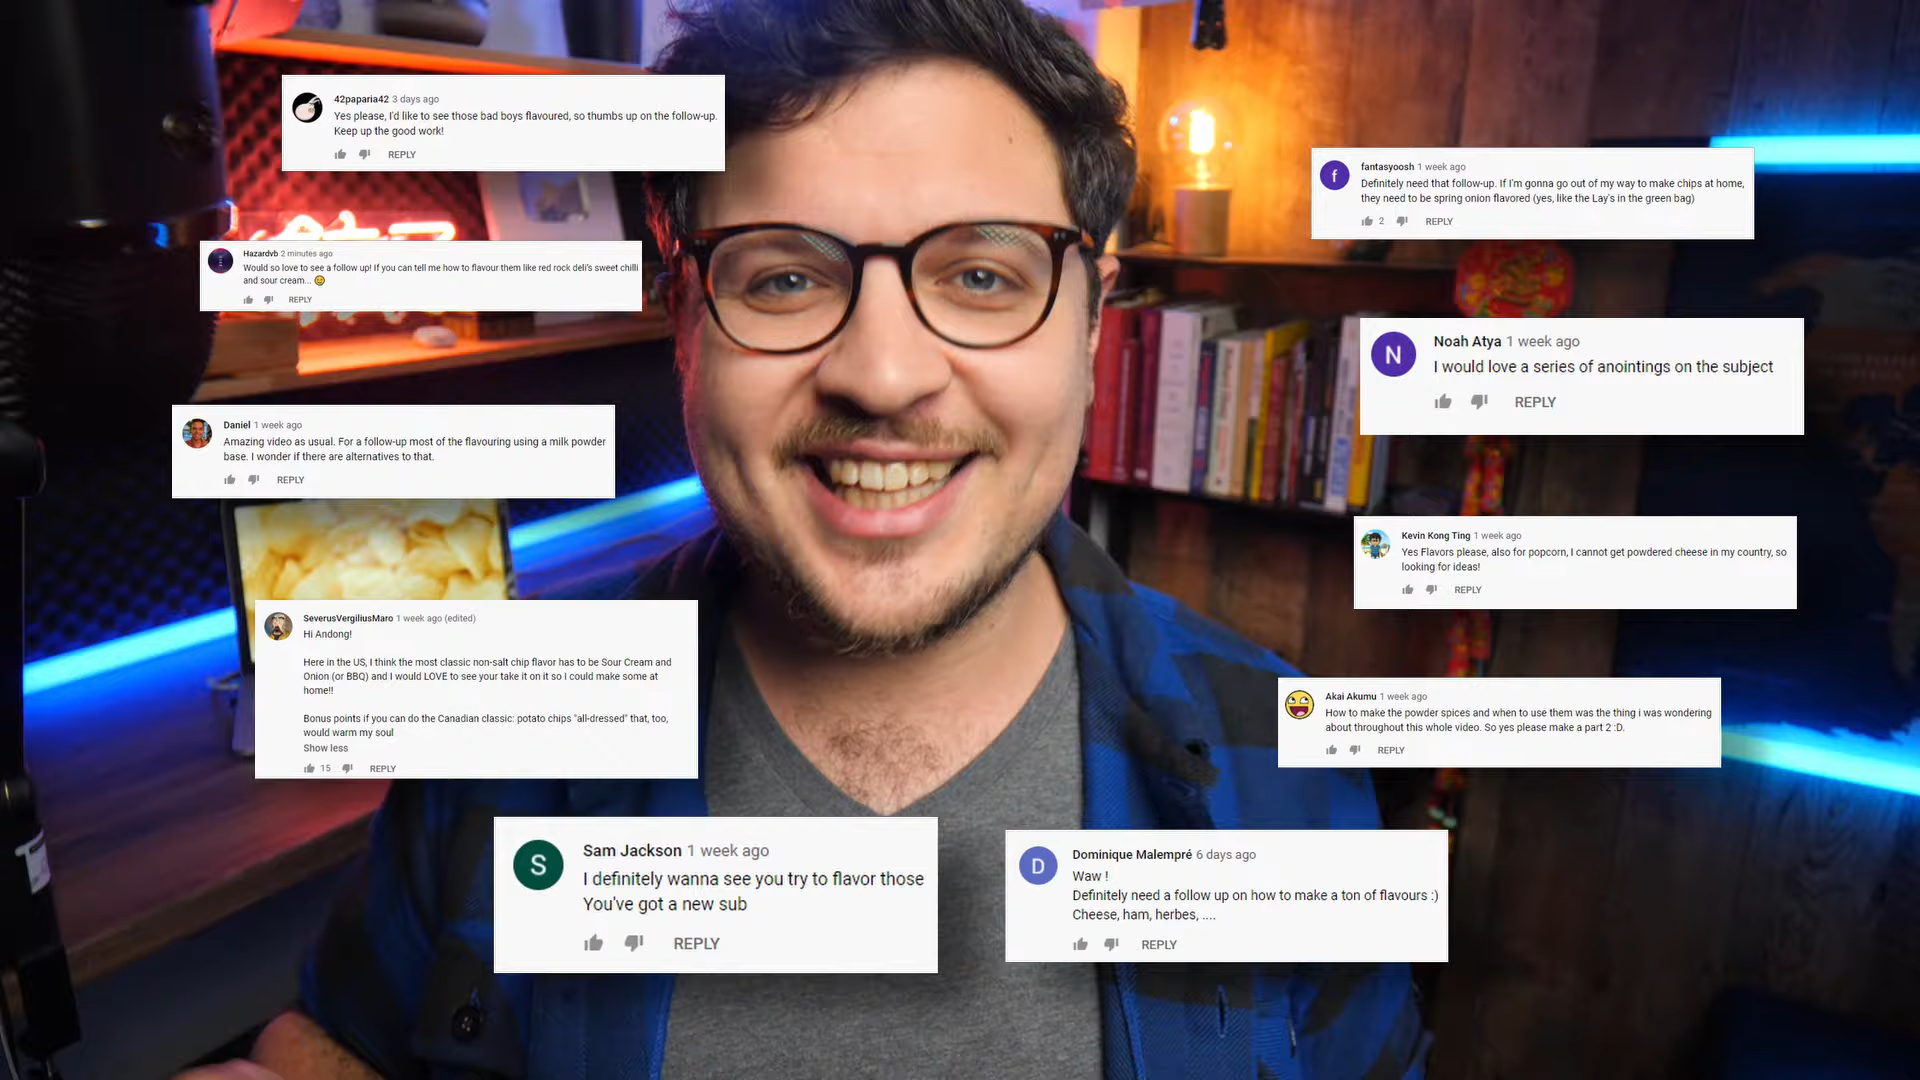 42paparia42 3 days ago
Yes please, I'd like to see those bad boys flavoured, so thumbs up on the follow-up.
Keep up the good work!
REPLY
Hazardvb 2 minutes ago
Would so love to see a follow up! If you can tell me how to flavour them like red rock deli's sweet chilli
and sour cream... 😊
REPLY
Daniel 1 week ago
Amazing video as usual. For a follow-up most of the flavouring using a milk powder
base. I wonder if there are alternatives to that.
REPLY
SeverusVergiliusMaro 1 week ago (edited)
Hi Andong!
Here in the US, I think the most classic non-salt chip flavor has to be Sour Cream and
Onion (or BBQ) and I would LOVE to see your take it on it so I could make some at
home!!
Bonus points if you can do the Canadian classic: potato chips "all-dressed" that, too,
would warm my soul
Show less
15 REPLY
S
Sam Jackson 1 week ago
I definitely wanna see you try to flavor those
You've got a new sub
REPLY
f
fantasyoosh 1 week ago
Definitely need that follow-up. If I'm gonna go out of my way to make chips at home,
they need to be spring onion flavored (yes, like the Lay's in the green bag)
2 REPLY
N
Noah Atya 1 week ago
I would love a series of anointings on the subject
REPLY
Kevin Kong Ting 1 week ago
Yes Flavors please, also for popcorn, I cannot get powdered cheese in my country, so
looking for ideas!
REPLY
Akai Akumu 1 week ago
How to make the powder spices and when to use them was the thing i was wondering
about throughout this whole video. So yes please make a part 2 :D.
REPLY
D
Dominique Malempré 6 days ago
Waw !
Definitely need a follow up on how to make a ton of flavours :)
Cheese, ham, herbes, ....
REPLY